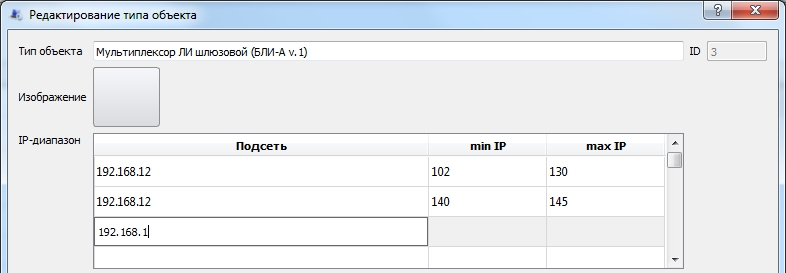 Редактирование типа объекта
Тип объекта Мультиплексор ЛИ шлюзовой (БЛИ-А v.1) ID 3
Изображение
IP-диапазон
Подсеть min IP max IP
192.168.12 102 130
192.168.12 140 145
192.168.1